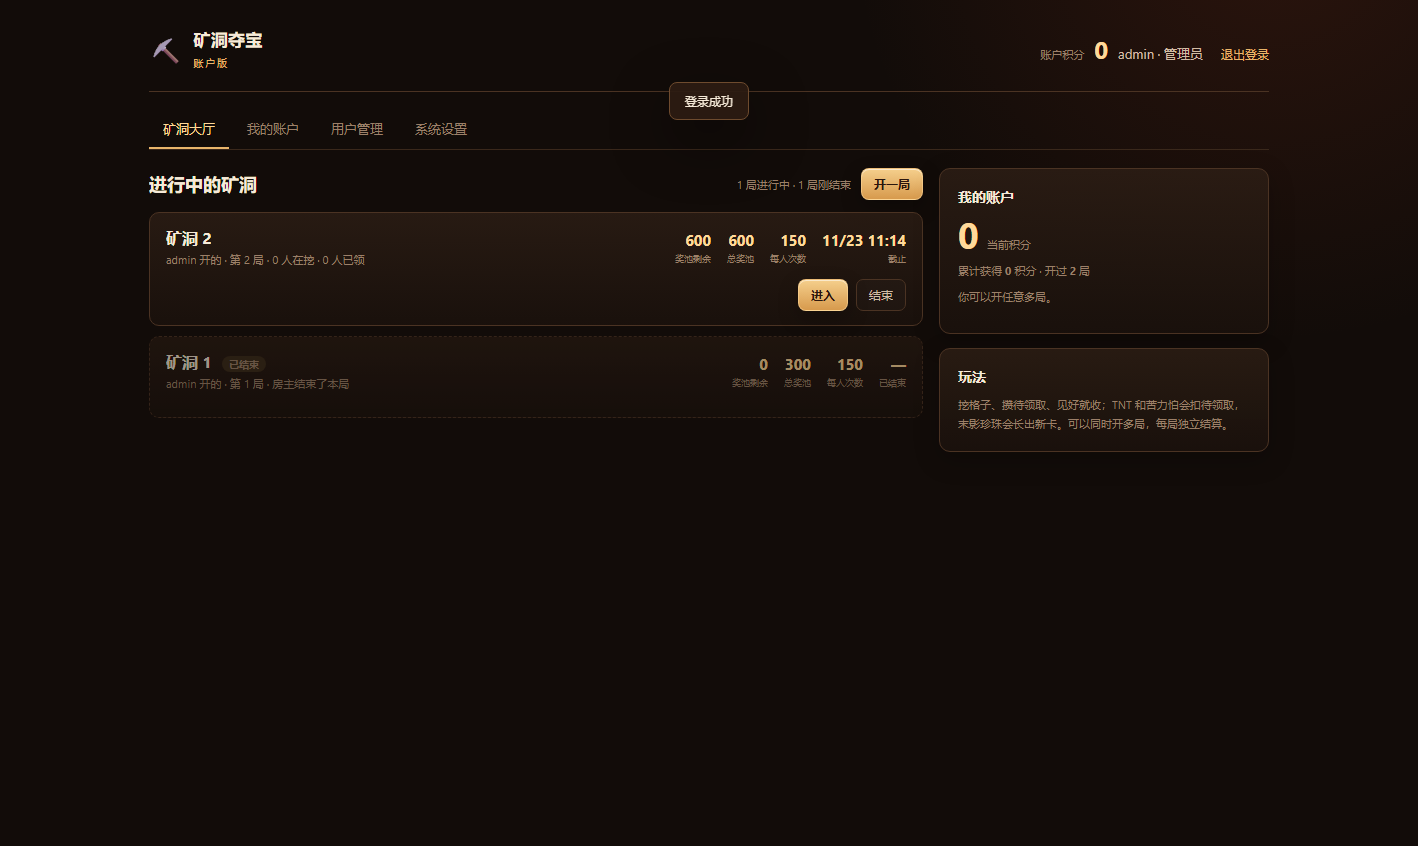 矿洞夺宝
账户版
账户积分 0 admin · 管理员 退出登录
登录成功
矿洞大厅 我的账户 用户管理 系统设置
进行中的矿洞
1 局进行中 · 1 局刚结束 开一局
矿洞 2
admin 开的 · 第 2 局 · 0 人在挖 · 0 人已领
600 600 150 11/23 11:14
奖池剩余 总奖池 每人次数 截止
进入 结束
矿洞 1 已结束
admin 开的 · 第 1 局 · 房主结束了本局
0 300 150 —
奖池剩余 总奖池 每人次数 已结束
我的账户
0 当前积分
累计获得 0 积分 · 开过 2 局
你可以开任意多局。
玩法
挖格子、攒待领取、见好就收；TNT 和苦力怕会扣待领取，
末影珍珠会长出新卡。可以同时开多局，每局独立结算。